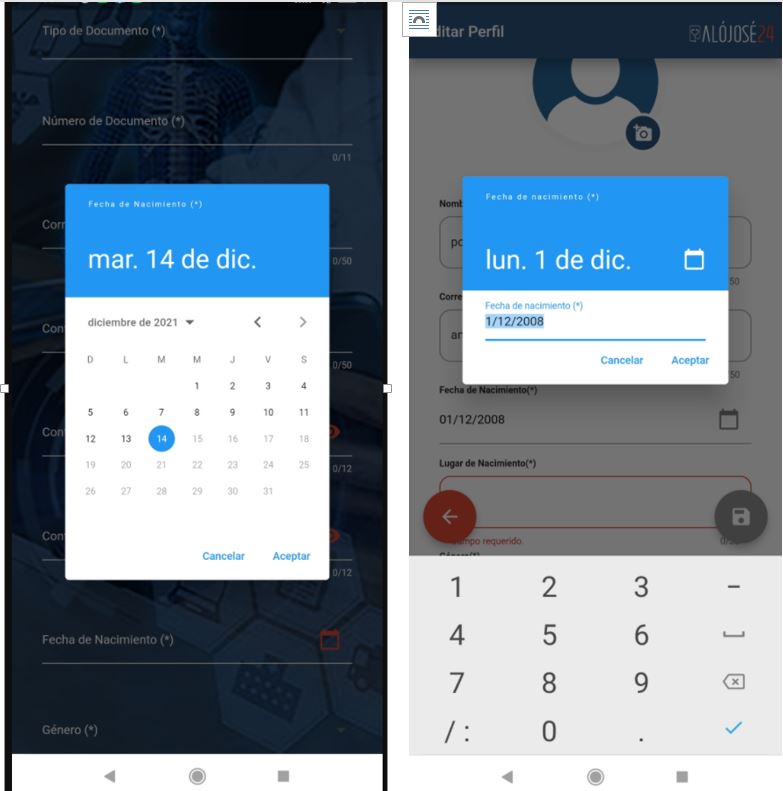 Tipo de Documento (*)
Número de Documento (*)
0/11
Fecha de Nacimiento (*)
Corr
mar. 14 de dic.
0/50
diciembre de 2021
Con
D L M M J V S
0/50
1 2 3 4
5 6 7 8 9 10 11
12 13 14 15 16 17 18
Con
19 20 21 22 23 24 25
0/12
26 27 28 29 30 31
Con
Cancelar Aceptar
0/12
Fecha de Nacimiento (*)
Género (*)
ditar Perfil
ALÓJOSÉ24
Fecha de nacimiento (*)
Nomb
po
lun. 1 de dic.
50
Corre
Fecha de nacimiento (*)
1/12/2008
an
Cancelar Aceptar
50
Fecha de Nacimiento(*)
01/12/2008
Lugar de Nacimiento(*)
ampo requerido.
Género(*)
1 2 3 -
4 5 6
7 8 9
/ : 0 .